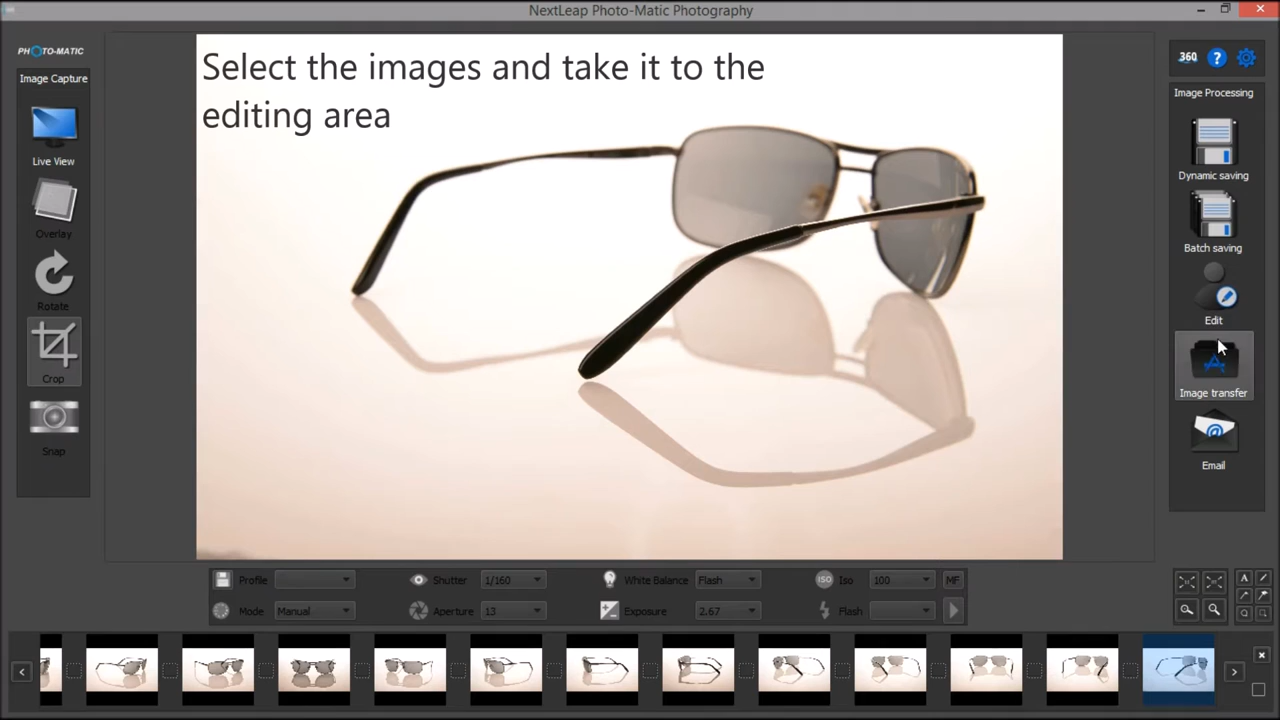 NextLeap Photo-Matic Photography
PHOTO-MATIC
Image Capture
Live View
Overlay
Rotate
Crop
Snap
Select the images and take it to the
editing area
360 ?
Image Processing
Dynamic saving
Batch saving
Edit
Image transfer
@
Email
Profile Shutter 1/160 White Balance Flash ISO Iso 100 MF
Mode Manual Aperture 13 Exposure 2.67 Flash
A